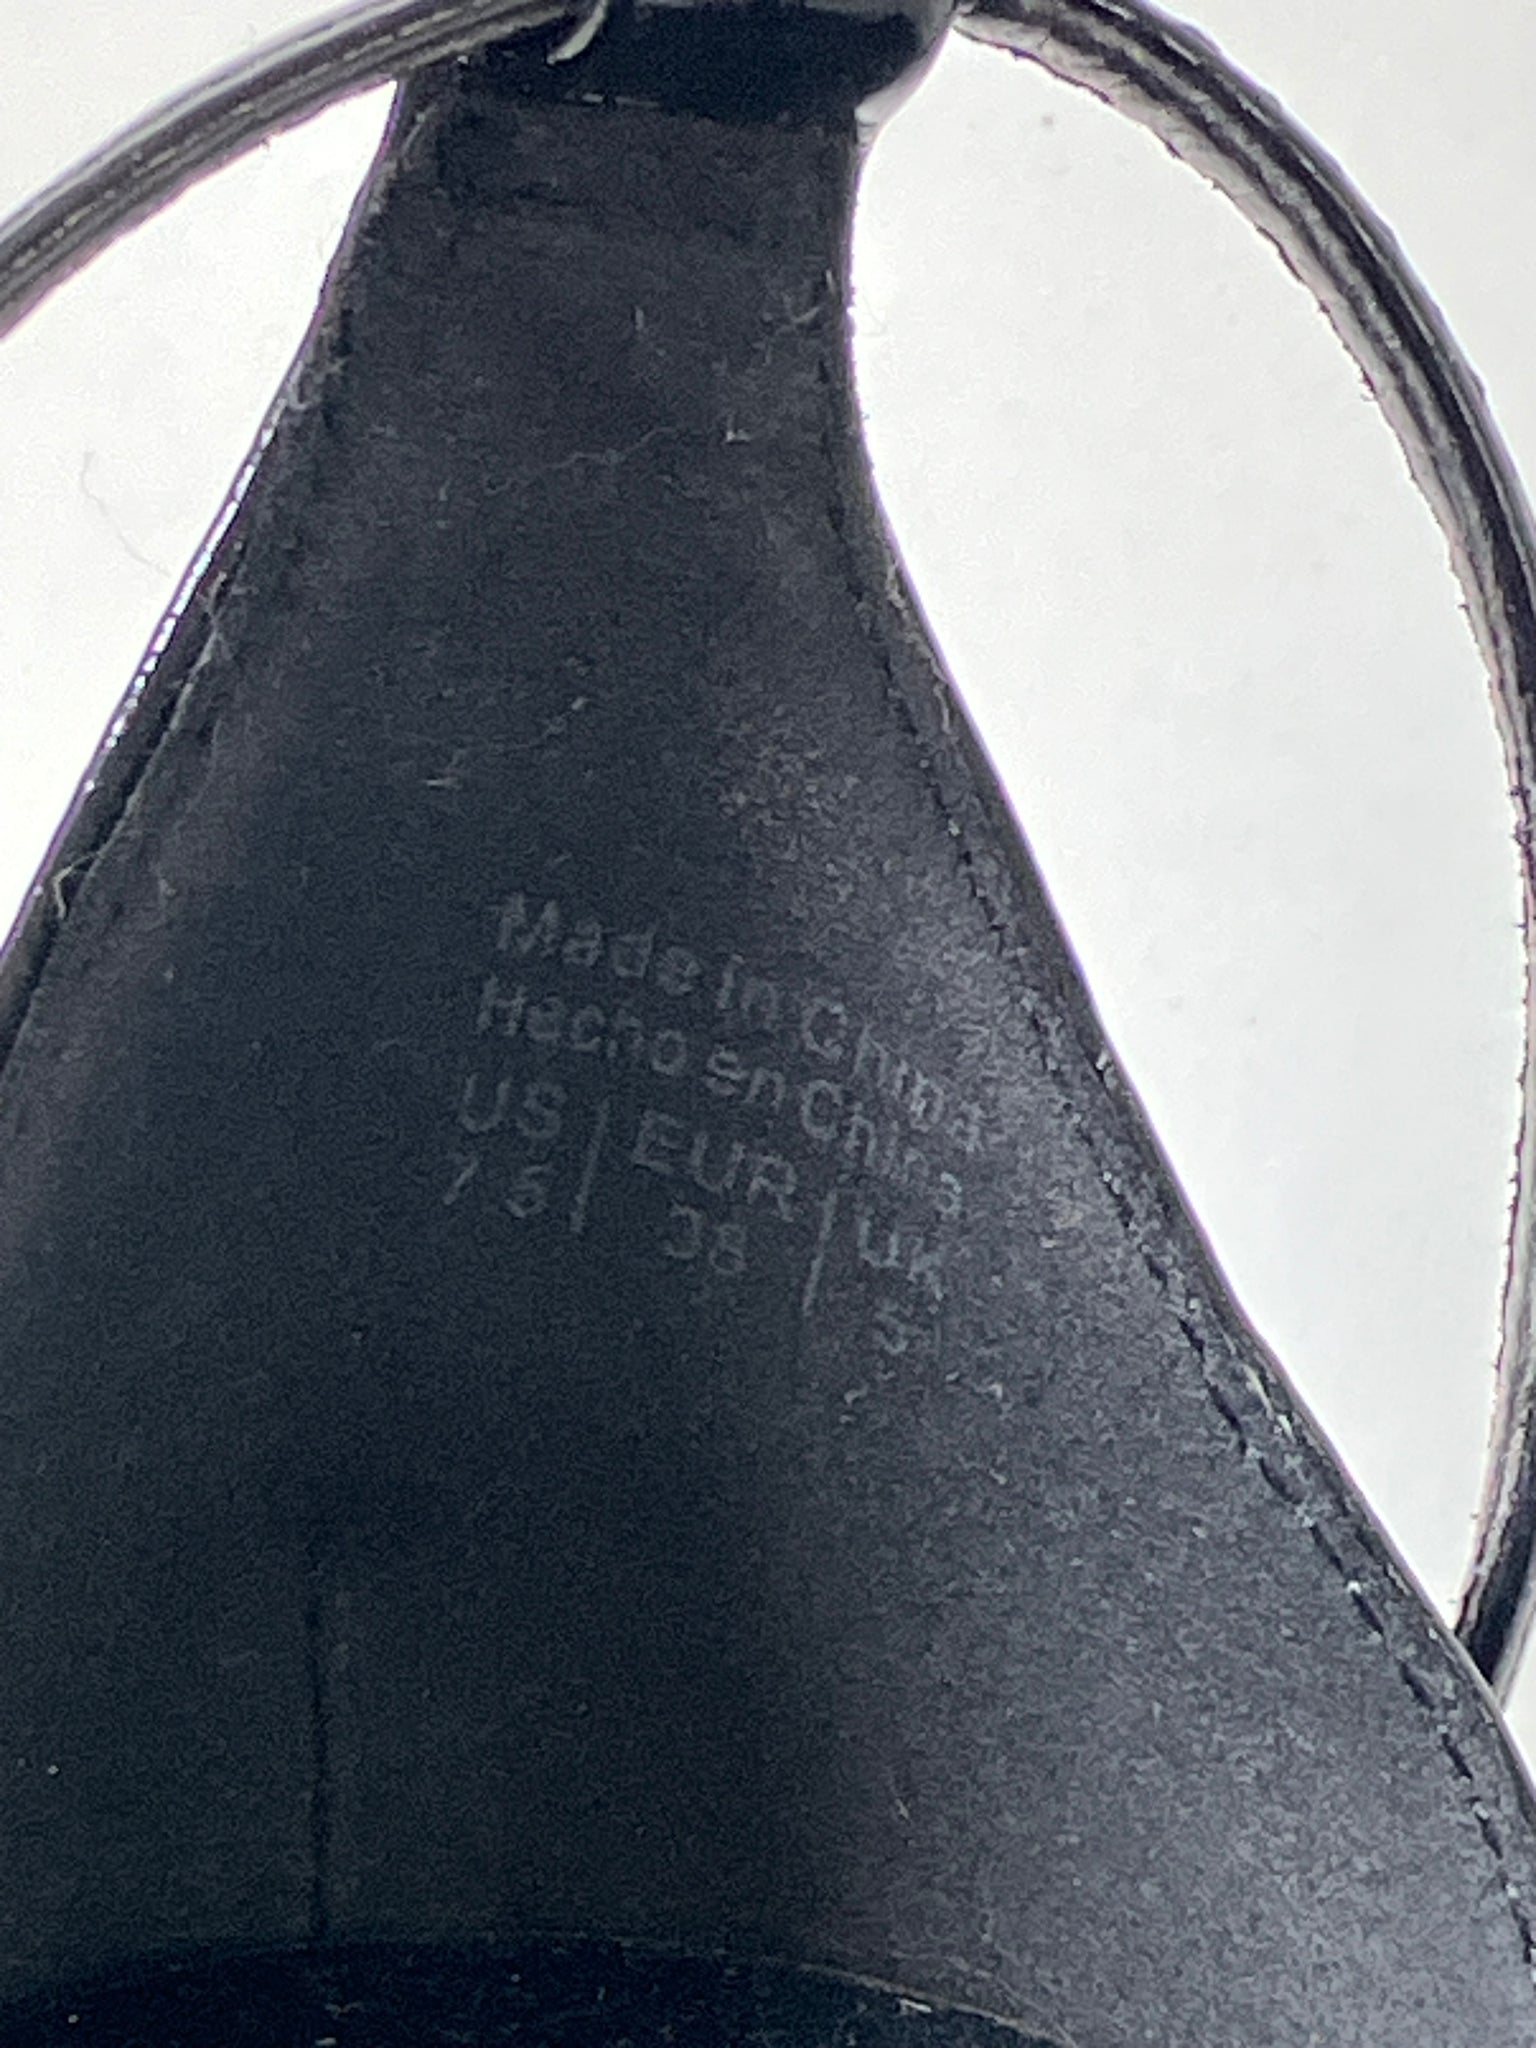 Made in China
Hecho en China
US | EUR | UK
7.5 | 38 | 5